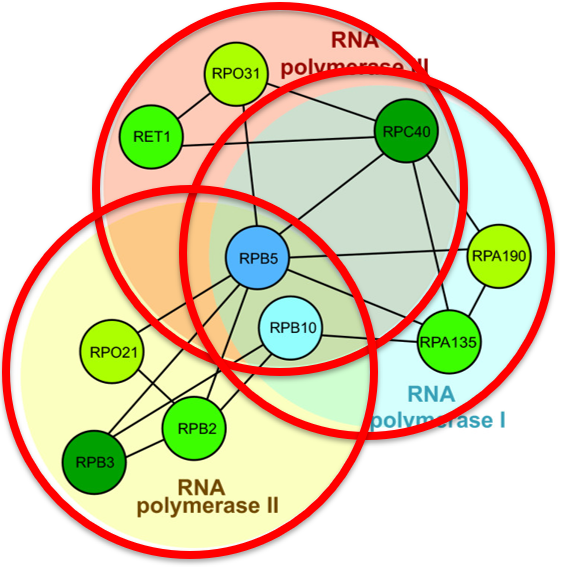 RNA
polymerase III
RPO31
RET1
RPC40
RPB5
RPA190
RPB10
RPA135
RPO21
RNA
polymerase I
RPB2
RPB3
RNA
polymerase II